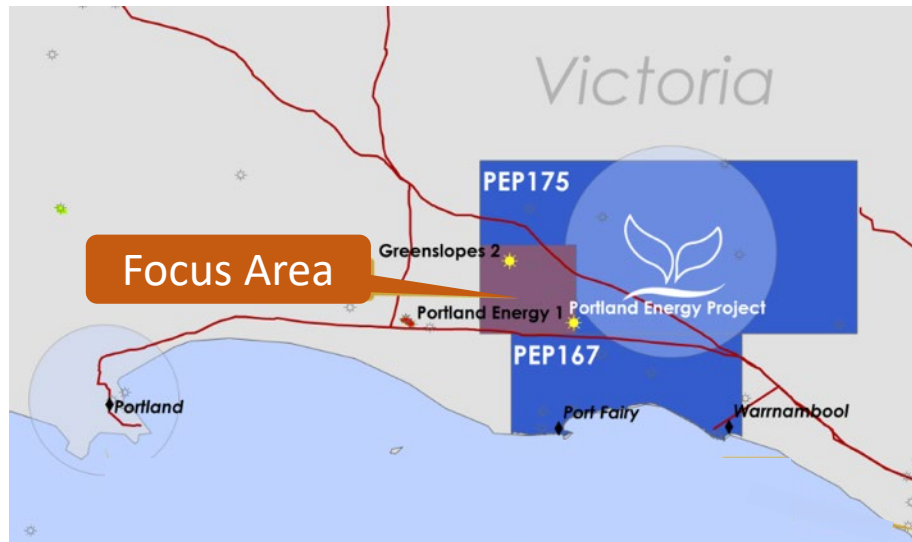 Victoria
PEP175
Greenslopes 2
Focus Area
Portland Energy 1
Portland Energy Project
PEP167
Portland
Port Fairy
Warrnambool